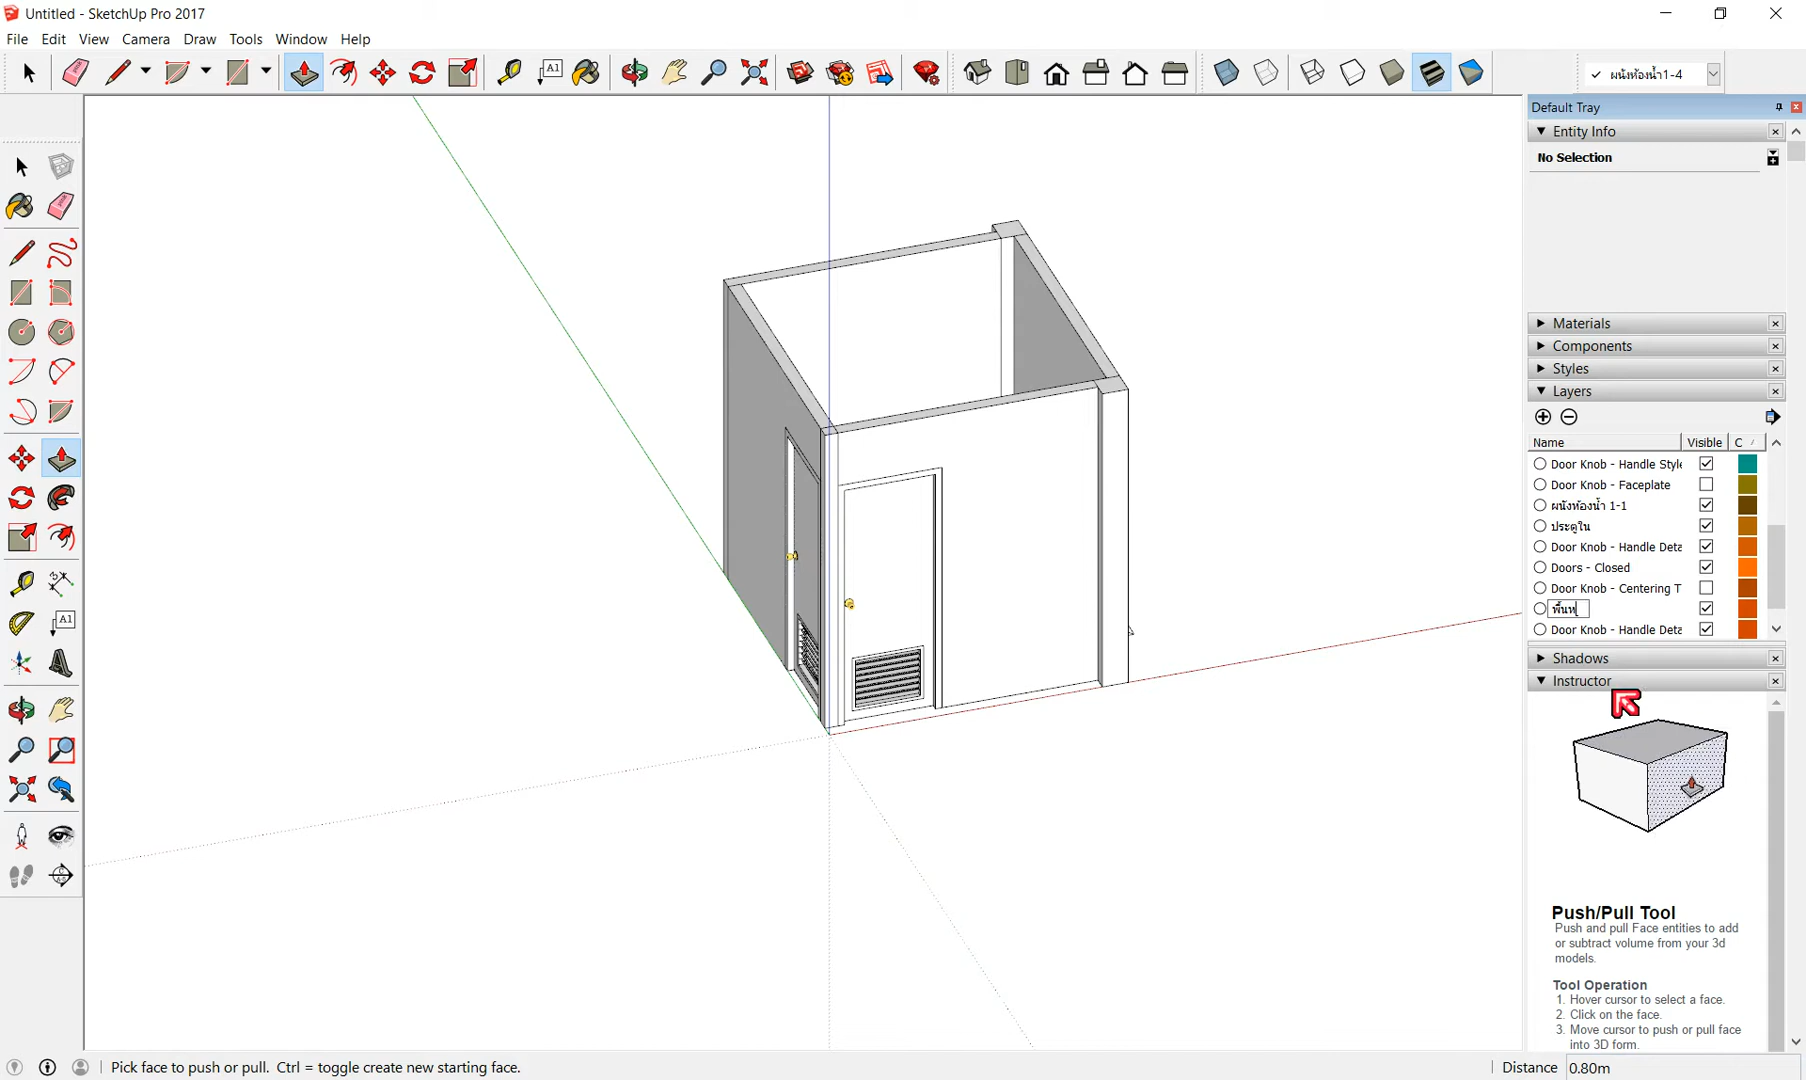 Untitled - SketchUp Pro 2017
File Edit View Camera Draw Tools Window Help
A1
ผนังห้องน้ำ1-4
Default Tray
Entity Info
No Selection
Materials
Components
Styles
Layers
Name Visible C
Door Knob - Handle Style
Door Knob - Faceplate
ผนังห้องน้ำ 1-1
ประตูใน
Door Knob - Handle Deta
Doors - Closed
Door Knob - Centering T
พื้นห
Door Knob - Handle Deta
Shadows
Instructor
A1
Push/Pull Tool
Push and pull Face entities to add
or subtract volume from your 3d
models.
Tool Operation
1. Hover cursor to select a face.
2. Click on the face.
3. Move cursor to push or pull face
into 3D form.
Pick face to push or pull. Ctrl = toggle create new starting face.
Distance 0.80m